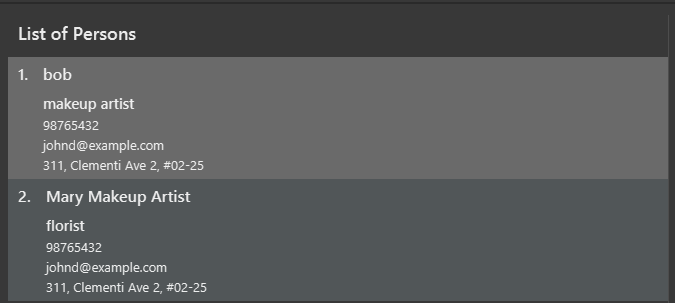 List of Persons
1. bob
makeup artist
98765432
johnd@example.com
311, Clementi Ave 2, #02-25
2. Mary Makeup Artist
florist
98765432
johnd@example.com
311, Clementi Ave 2, #02-25